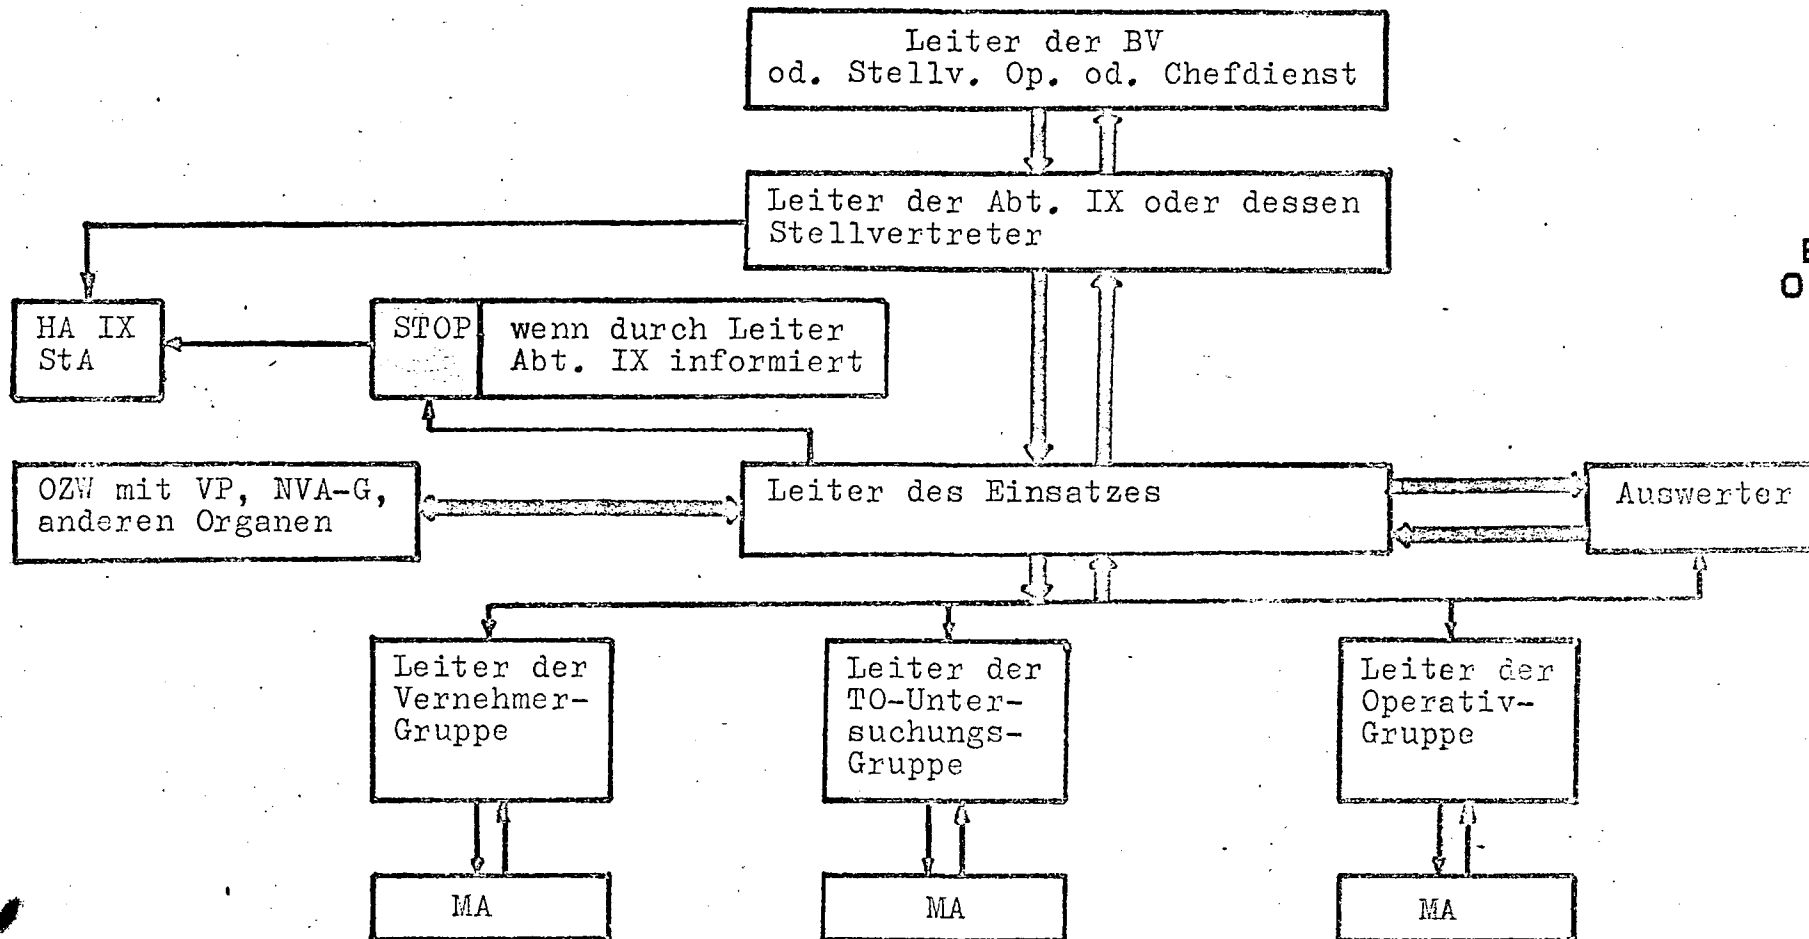 Leiter der BV
od. Stellv. Op. od. Chefdienst
Leiter der Abt. IX oder dessen
Stellvertreter
HA IX
StA
STOP
wenn durch Leiter
Abt. IX informiert
OZW mit VP, NVA-G,
anderen Organen
Leiter des Einsatzes
Auswerter
Leiter der
Vernehmer-
Gruppe
Leiter der
TO-Unter-
suchungs-
Gruppe
Leiter der
Operativ-
Gruppe
MA
MA
MA